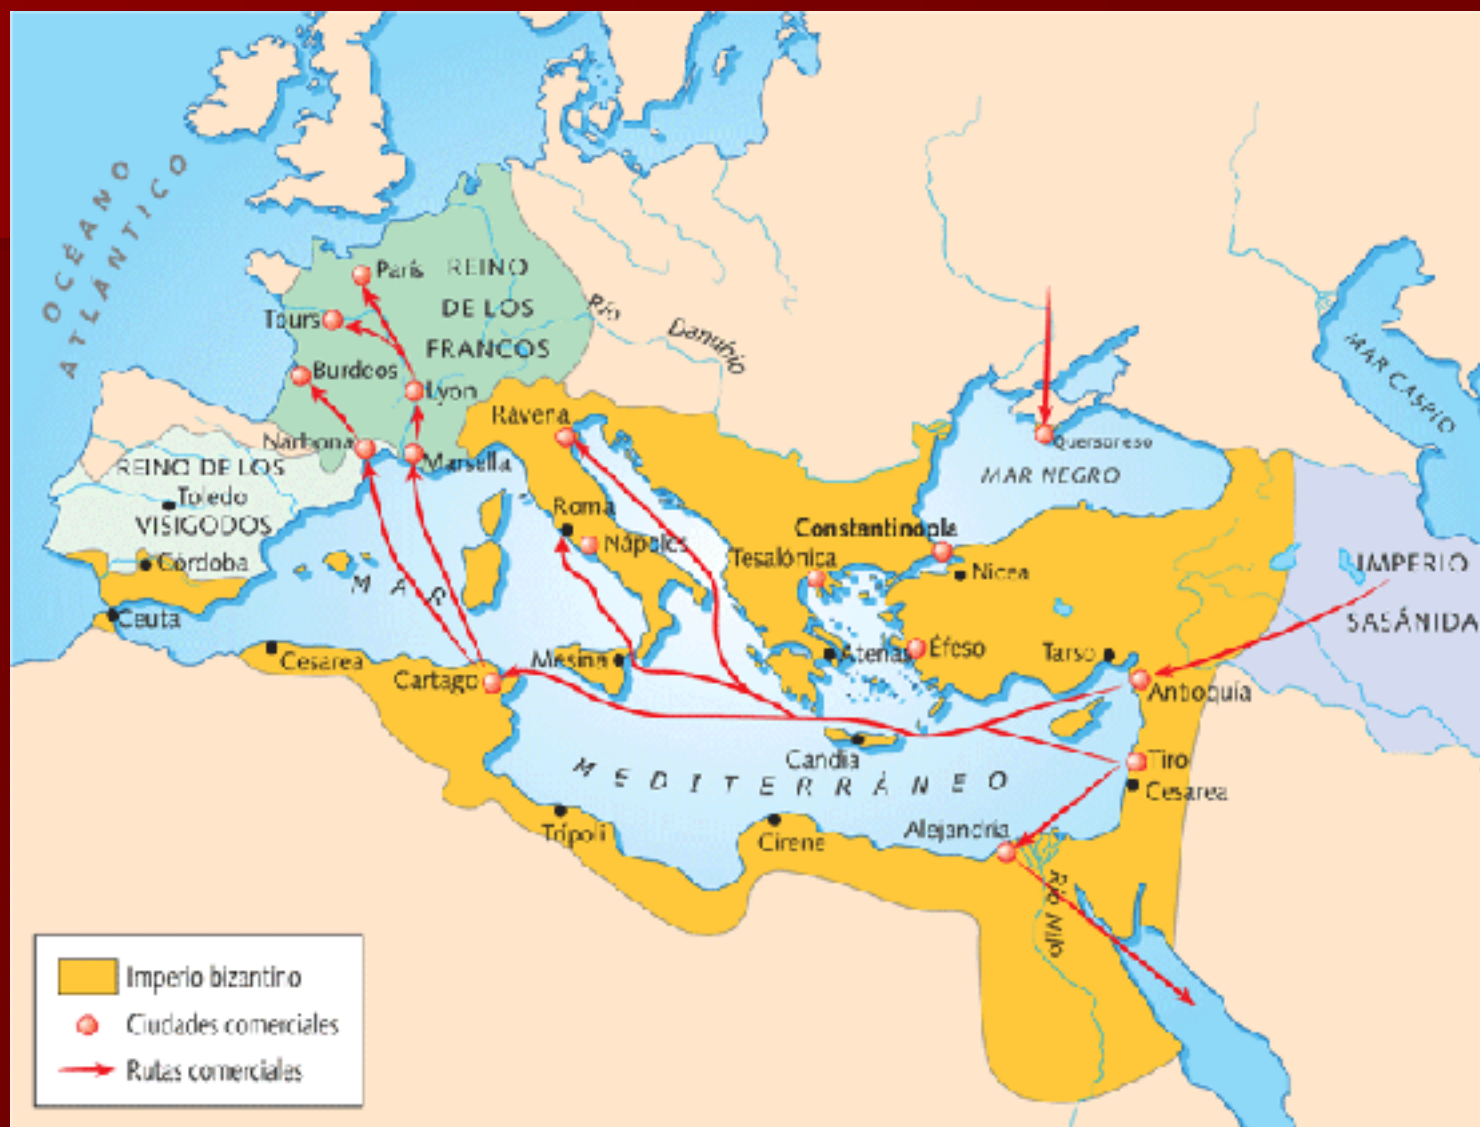 OCÉANO
ATLÁNTICO
París
REINO
DE LOS
FRANCOS
Tours
Burdeos
Lyon
Río Danubio
Rávena
Narbona
Marsella
REINO DE LOS
Toledo
VISIGODOS
Córdoba
Ceuta
Roma
Nápoles
MAR CASPIO
Quersoneso
MAR NEGRO
Constantinopla
Tesalónica
Nicea
IMPERIO
SASÁNIDA
MAR
Cesarea
Cartago
Mesina
Atenas
Éfeso
Tarso
Antioquía
Candia
Tiro
Cesarea
MEDITERRÁNEO
Trípoli
Cirene
Alejandría
Río Nilo
Imperio bizantino
Ciudades comerciales
Rutas comerciales